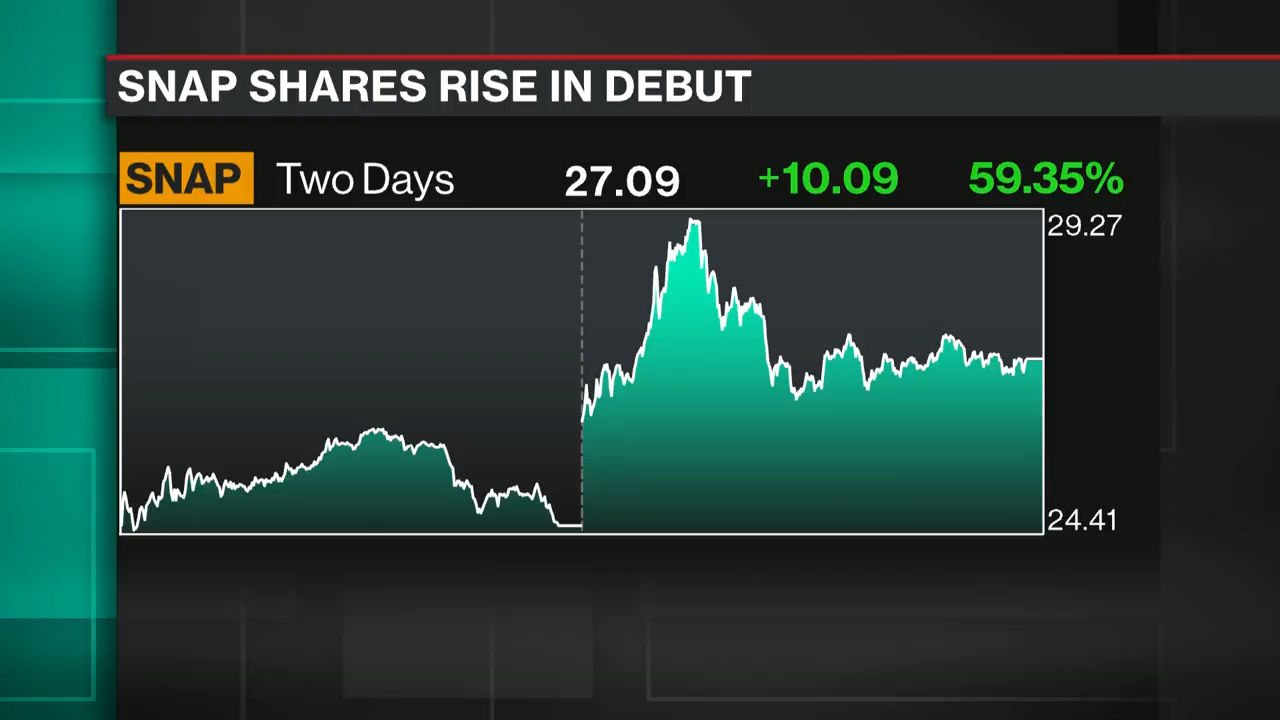 SNAP SHARES RISE IN DEBUT
SNAP Two Days 27.09 +10.09 59.35%
29.27
24.41